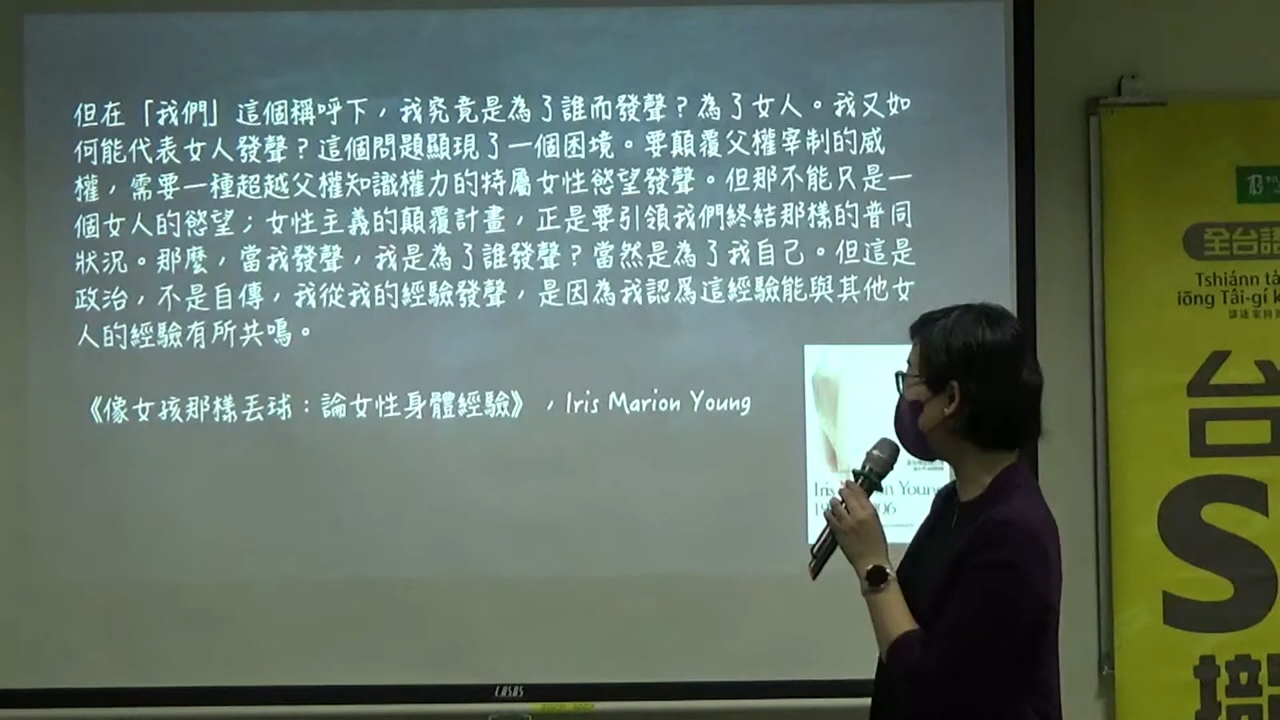 但在「我們」這個稱呼下，我究竟是為了誰而發聲？為了女人。我又如
何能代表女人發聲？這個問題顯現了一個困境。要顛覆父權宰制的威
權，需要一種超越父權知識權力的特屬女性慾望發聲。但那不能只是一
個女人的慾望；女性主義的顛覆計畫，正是要引領我們終結那樣的普同
狀況。那麼，當我發聲，我是為了誰發聲？當然是為了我自己。但這是
政治，不是自傳，我從我的經驗發聲，是因為我認為這經驗能與其他女
人的經驗有所共鳴。
《像女孩那樣丟球：論女性身體經驗》，Iris Marion Young
全台語
Tshiánn tà
iōng Tâi-gí k
台
S
培